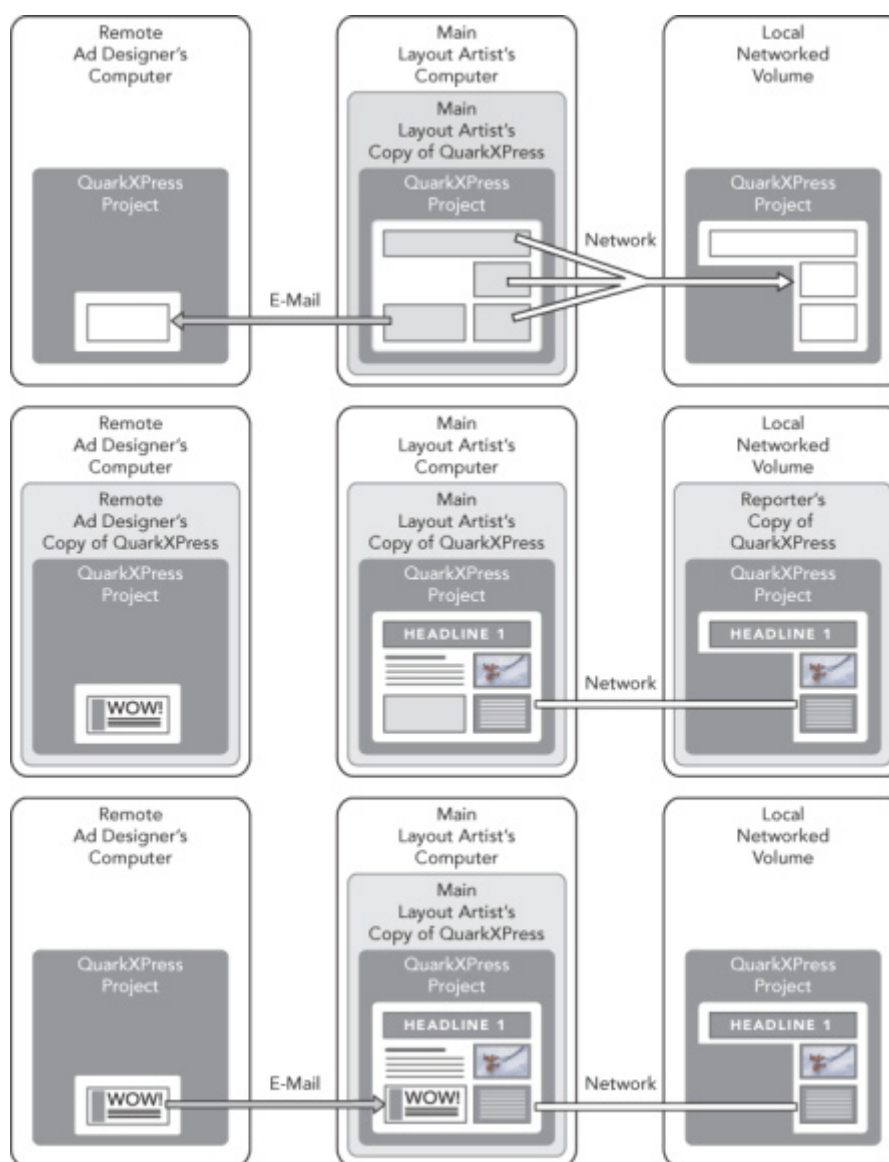 Remote
Ad Designer's
Computer
Main
Layout Artist's
Computer
Local
Networked
Volume
Main
Layout Artist's
Copy of QuarkXPress
QuarkXPress
Project
QuarkXPress
Project
QuarkXPress
Project
E-Mail
Network
Remote
Ad Designer's
Computer
Main
Layout Artist's
Computer
Local
Networked
Volume
Remote
Ad Designer's
Copy of QuarkXPress
Main
Layout Artist's
Copy of QuarkXPress
Reporter's
Copy of
QuarkXPress
QuarkXPress
Project
QuarkXPress
Project
QuarkXPress
Project
HEADLINE 1
HEADLINE 1
Network
WOW!
Remote
Ad Designer's
Computer
Main
Layout Artist's
Computer
Local
Networked
Volume
Main
Layout Artist's
Copy of QuarkXPress
QuarkXPress
Project
QuarkXPress
Project
QuarkXPress
Project
HEADLINE 1
HEADLINE 1
WOW!
E-Mail
WOW!
Network